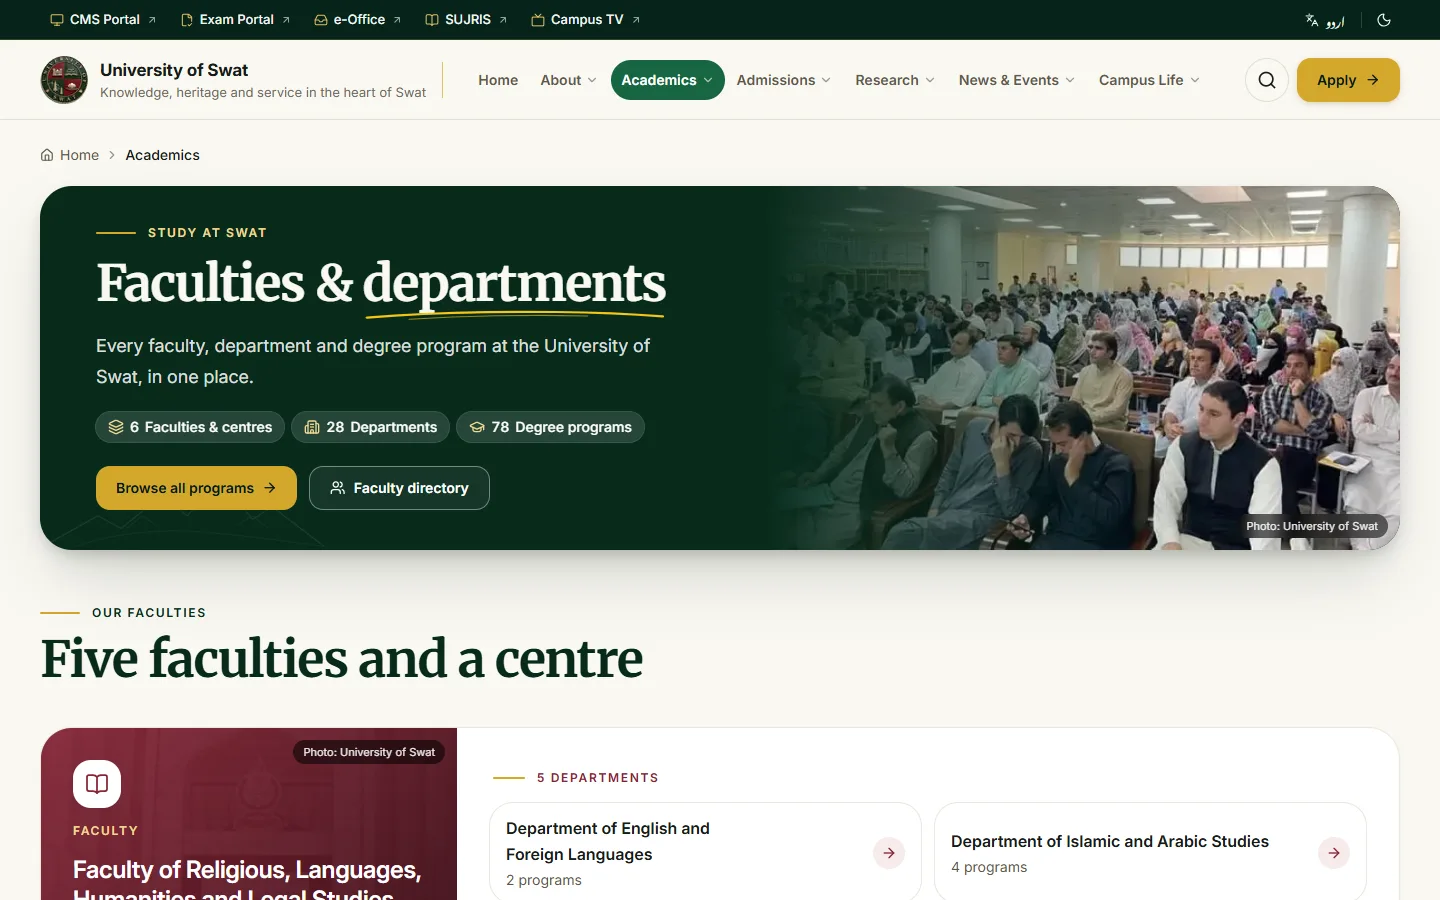 CMS Portal
Exam Portal
e-Office
SUJRIS
Campus TV
اردو
University of Swat
Knowledge, heritage and service in the heart of Swat
Home
About
Academics
Admissions
Research
News & Events
Campus Life
Apply
Home
Academics
STUDY AT SWAT
Faculties & departments
Every faculty, department and degree program at the University of
Swat, in one place.
6 Faculties & centres
28 Departments
78 Degree programs
Browse all programs
Faculty directory
Photo: University of Swat
OUR FACULTIES
Five faculties and a centre
Photo: University of Swat
FACULTY
Faculty of Religious, Languages,
Humanities and Legal Studies
5 DEPARTMENTS
Department of English and
Foreign Languages
2 programs
Department of Islamic and Arabic Studies
4 programs